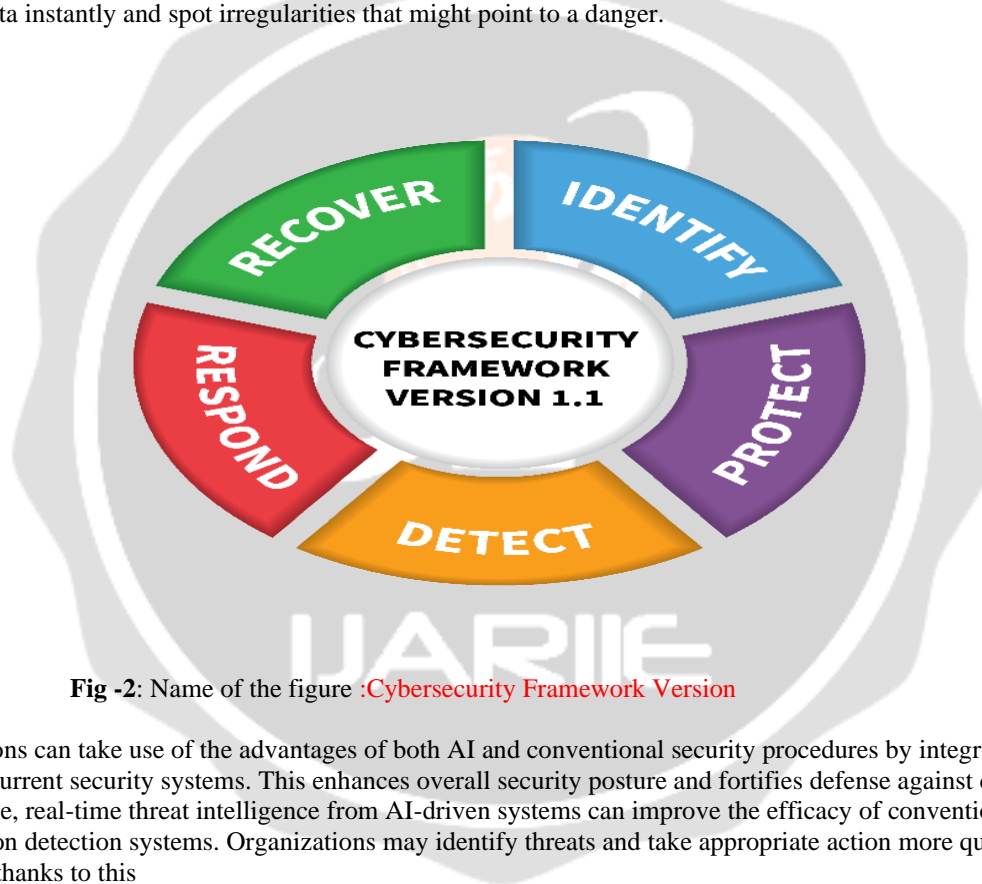 ta instantly and spot irregularities that might point to a danger.
RECOVER
IDENTIFY
PROTECT
DETECT
RESPOND
CYBERSECURITY
FRAMEWORK
VERSION 1.1
IJARIIE
Fig -2: Name of the figure :Cybersecurity Framework Version
ons can take use of the advantages of both AI and conventional security procedures by integr
urrent security systems. This enhances overall security posture and fortifies defense against
e, real-time threat intelligence from AI-driven systems can improve the efficacy of conventi
on detection systems. Organizations may identify threats and take appropriate action more qu
thanks to this